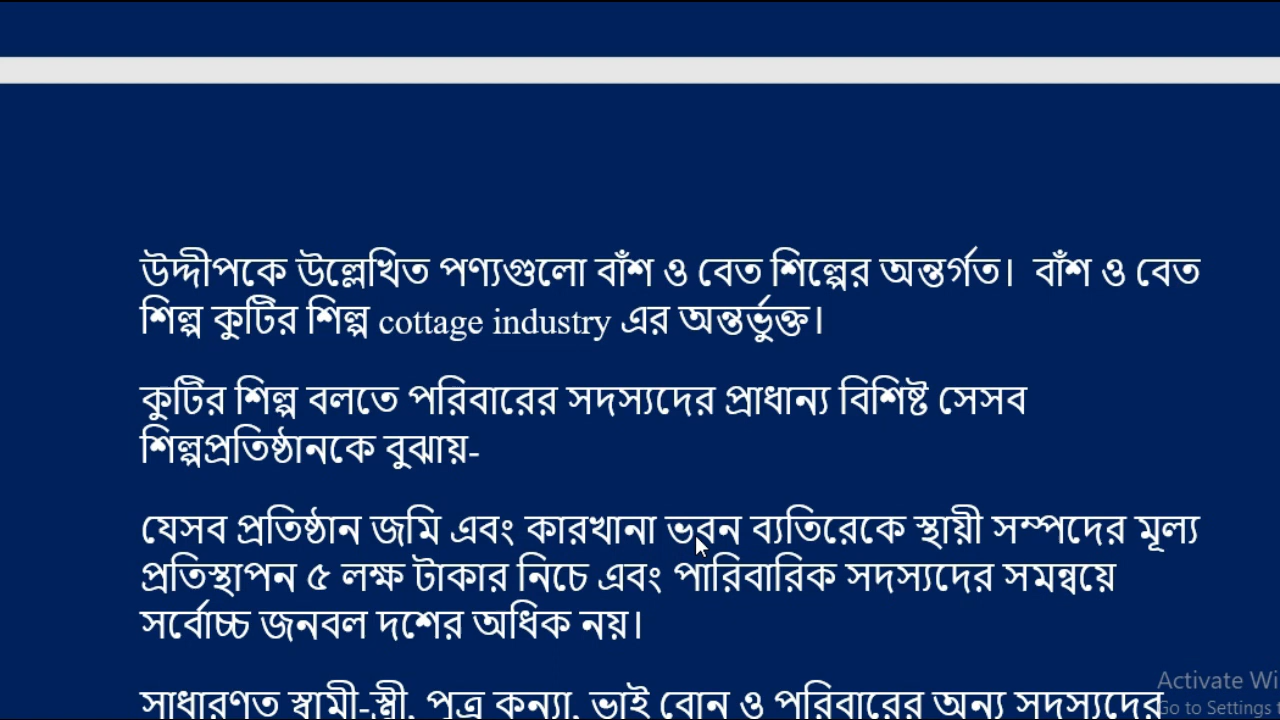 উদ্দীপকে উল্লেখিত পণ্যগুলো বাঁশ ও বেত শিল্পের অন্তর্গত। বাঁশ ও বেত
শিল্প কুটির শিল্প cottage industry এর অন্তর্ভুক্ত।
কুটির শিল্প বলতে পরিবারের সদস্যদের প্রাধান্য বিশিষ্ট সেসব
শিল্পপ্রতিষ্ঠানকে বুঝায়-
যেসব প্রতিষ্ঠান জমি এবং কারখানা ভবন ব্যতিরেকে স্থায়ী সম্পদের মূল্য
প্রতিস্থাপন ৫ লক্ষ টাকার নিচে এবং পারিবারিক সদস্যদের সমন্বয়ে
সর্বোচ্চ জনবল দশের অধিক নয়।
সাধারণত স্বামী-স্ত্রী, পুত্র কন্যা, ভাই বোন ও পরিবারের অন্য সদস্যদের
Activate Wi
Go to Settings